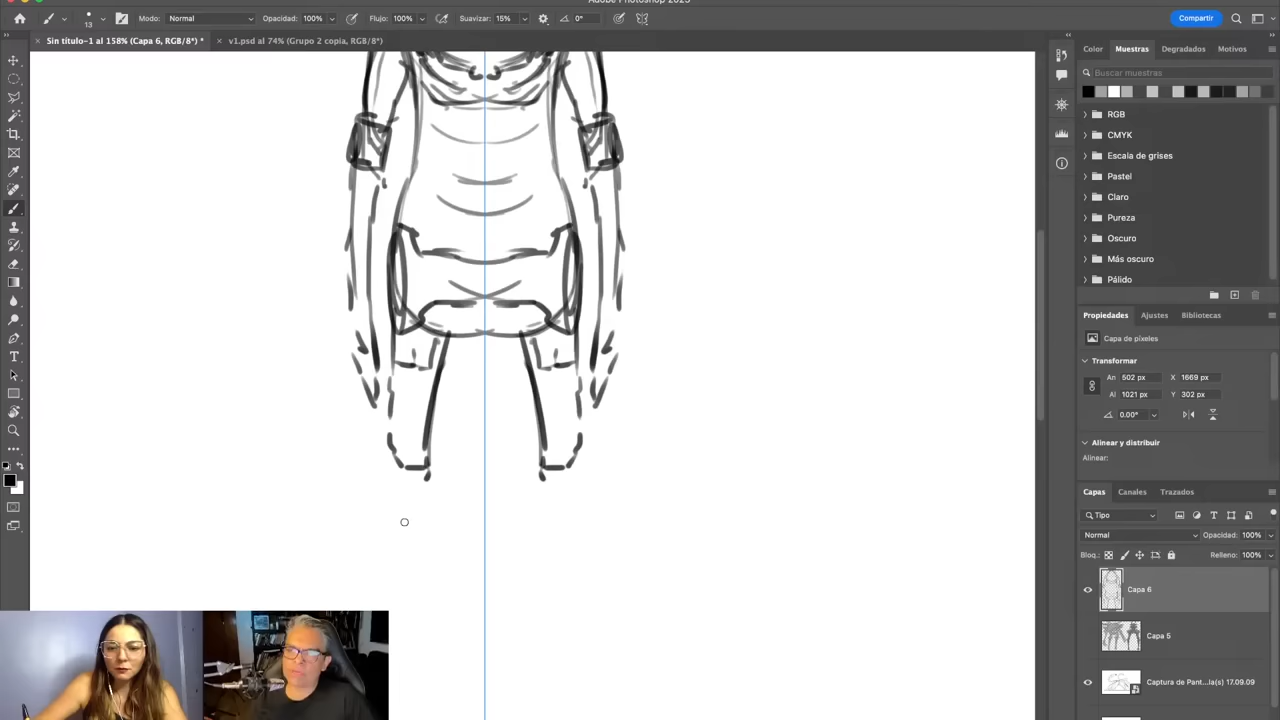 Adobe Photoshop 2023
13 Modo: Normal Opacidad: 100% Flujo: 100% Suavizar: 15% 0° Compartir
× Sin título-1 al 158% (Capa 6, RGB/8*) * × v1.psd al 74% (Grupo 2 copia, RGB/8*)
Color Muestras Degradados Motivos
Buscar muestras
RGB
CMYK
Escala de grises
Pastel
Claro
Pureza
Oscuro
Más oscuro
Pálido
Propiedades Ajustes Bibliotecas
Capa de píxeles
Transformar
An 502 px X 1669 px
Al 1021 px Y 302 px
0.00°
Alinear y distribuir
Alinear:
Capas Canales Trazados
Tipo
Normal Opacidad: 100%
Bloq.: Relleno: 100%
Capa 6
Capa 5
Captura de Pant...la(s) 17.09.09